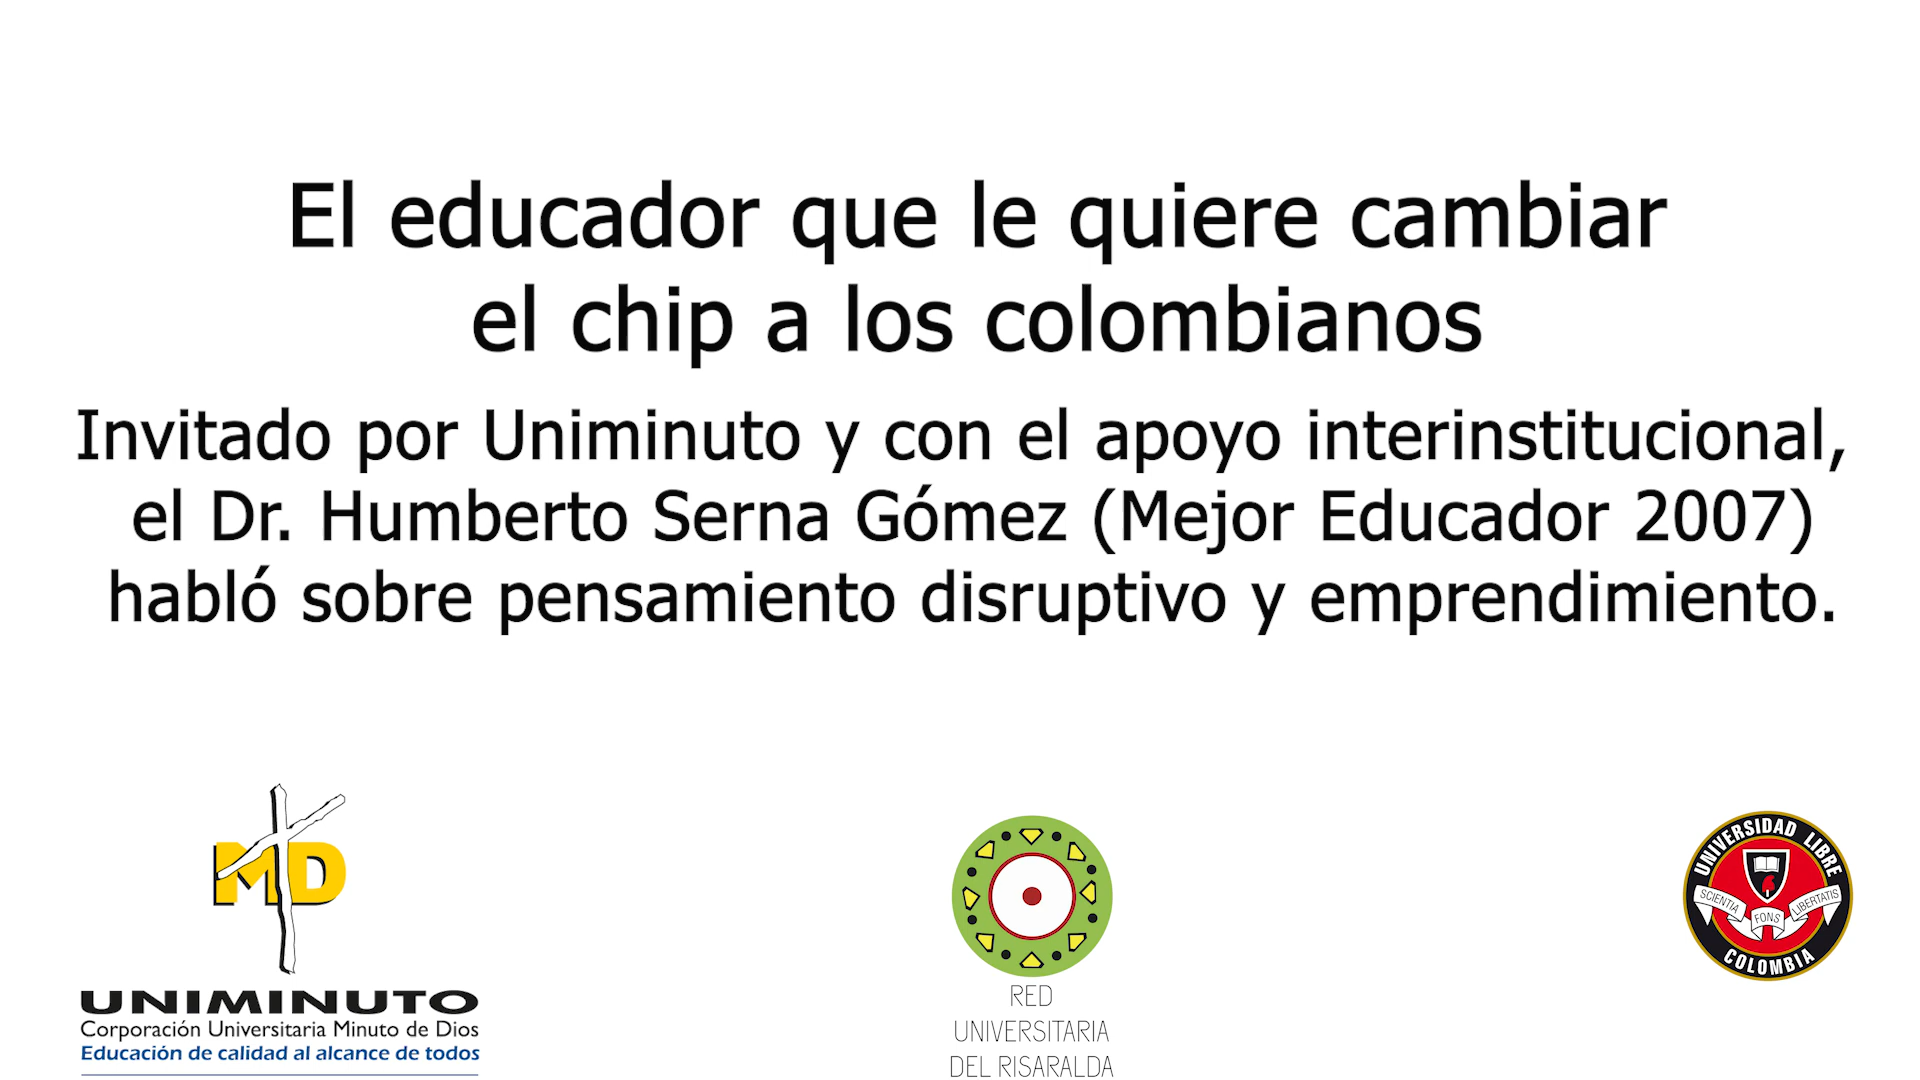 El educador que le quiere cambiar
el chip a los colombianos
Invitado por Uniminuto y con el apoyo interinstitucional,
el Dr. Humberto Serna Gómez (Mejor Educador 2007)
habló sobre pensamiento disruptivo y emprendimiento.
MD
UNIMINUTO
Corporación Universitaria Minuto de Dios
Educación de calidad al alcance de todos
RED
UNIVERSITARIA
DEL RISARALDA
UNIVERSIDAD LIBRE
SCIENTIA FONS LIBERTATIS
COLOMBIA